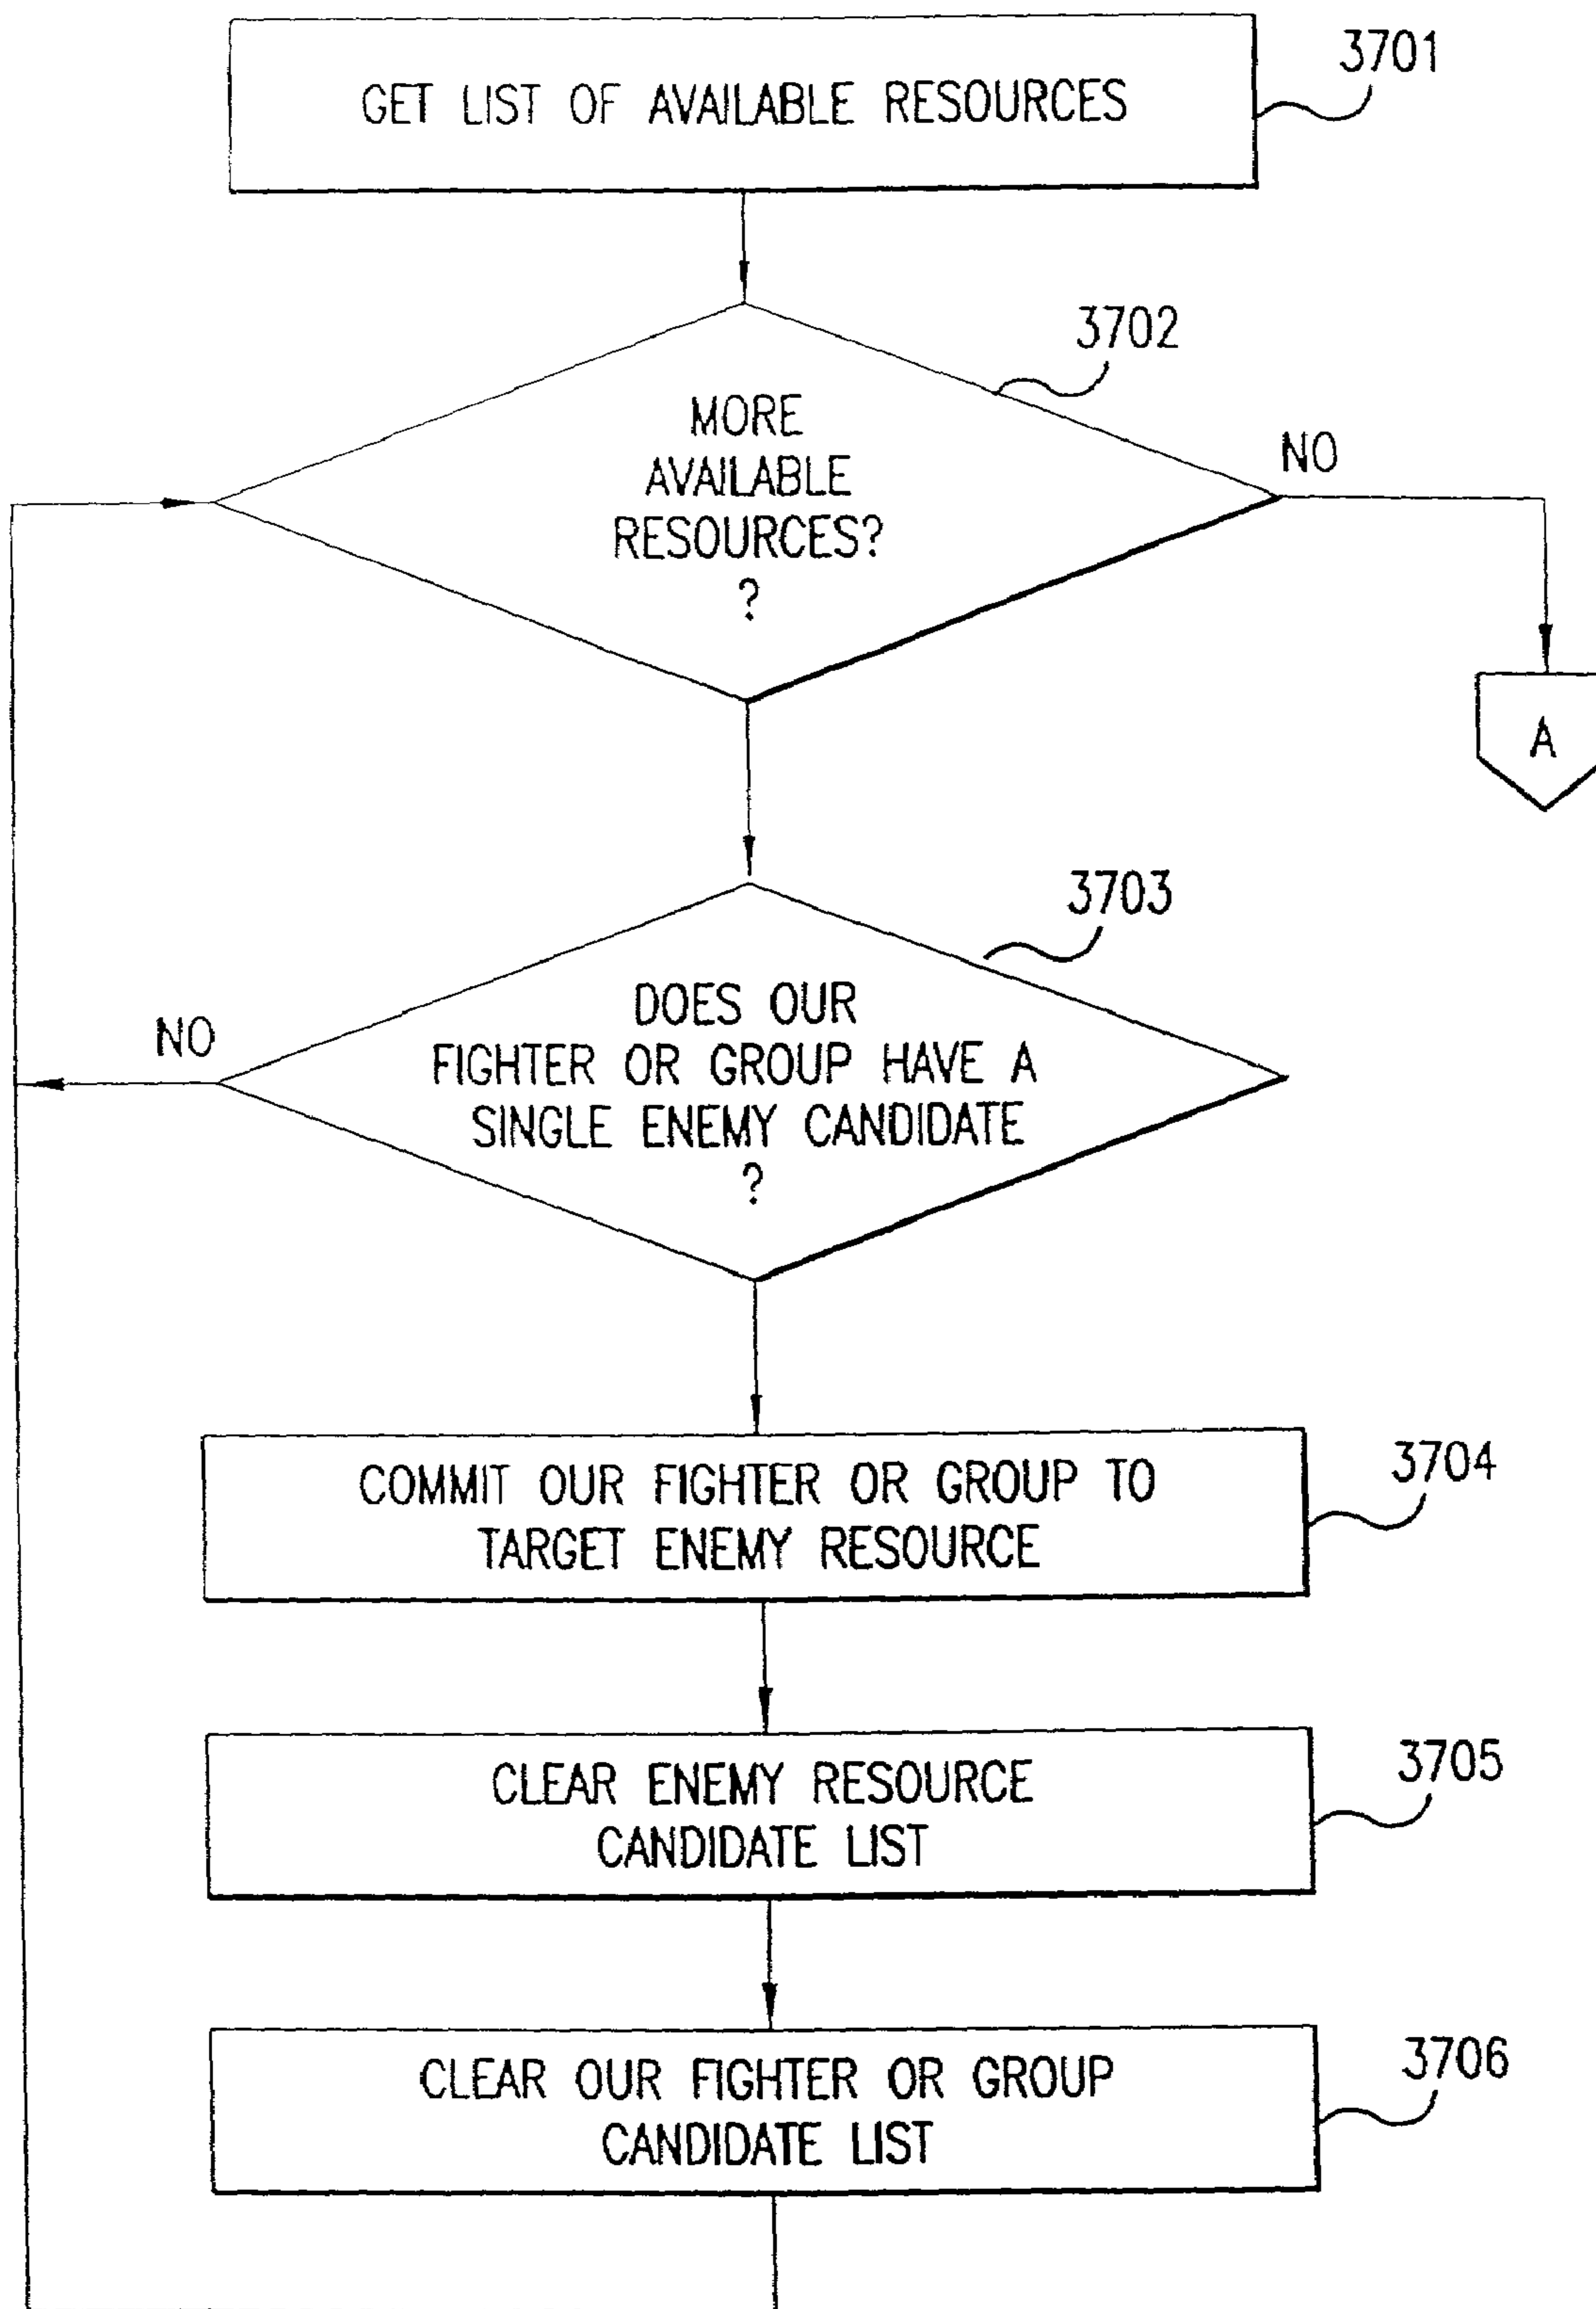 GET LIST OF AVAILABLE RESOURCES
3701
3702
MORE
AVAILABLE
RESOURCES?
?
NO
A
3703
DOES OUR
FIGHTER OR GROUP HAVE A
SINGLE ENEMY CANDIDATE
?
NO
COMMIT OUR FIGHTER OR GROUP TO
TARGET ENEMY RESOURCE
3704
CLEAR ENEMY RESOURCE
CANDIDATE LIST
3705
CLEAR OUR FIGHTER OR GROUP
CANDIDATE LIST
3706